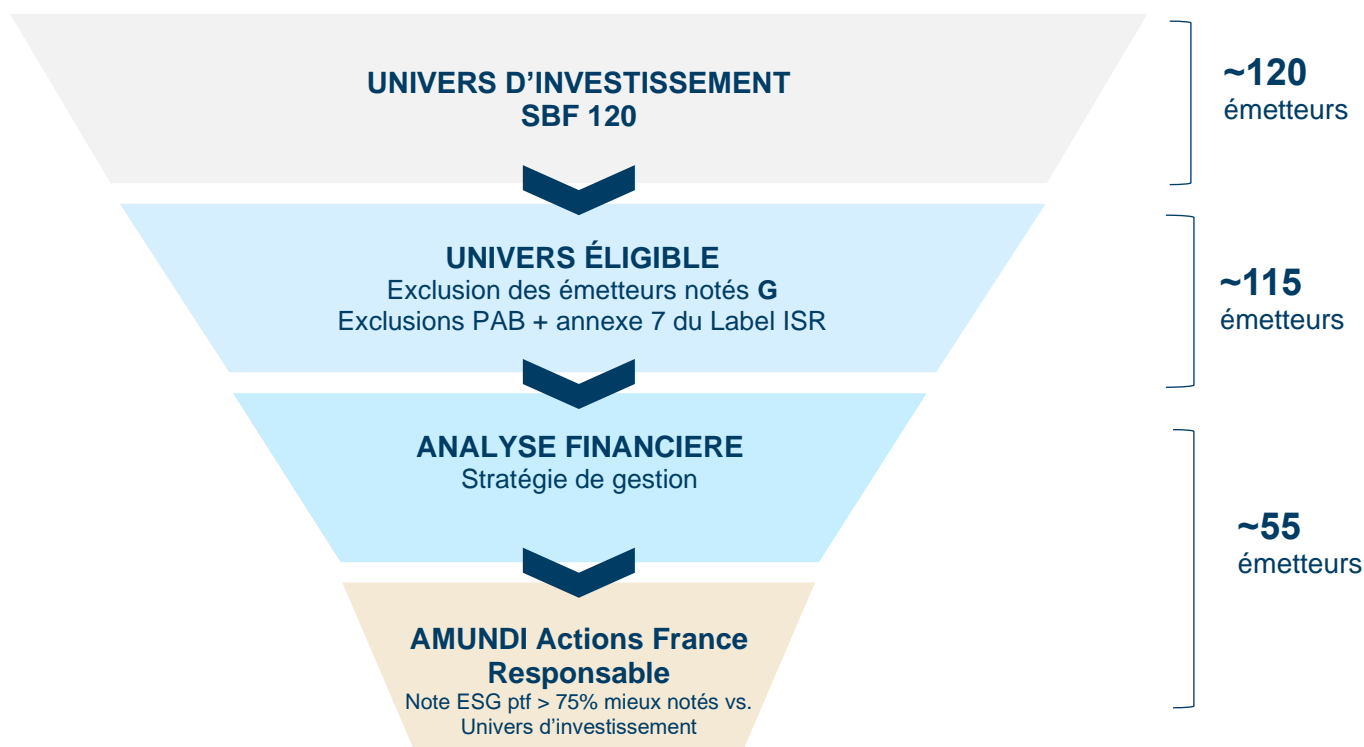 UNIVERS D’INVESTISSEMENT
SBF 120
~120
émetteurs
UNIVERS ÉLIGIBLE
Exclusion des émetteurs notés G
Exclusions PAB + annexe 7 du Label ISR
~115
émetteurs
ANALYSE FINANCIERE
Stratégie de gestion
~55
émetteurs
AMUNDI Actions France
Responsable
Note ESG ptf > 75% mieux notés vs.
Univers d’investissement